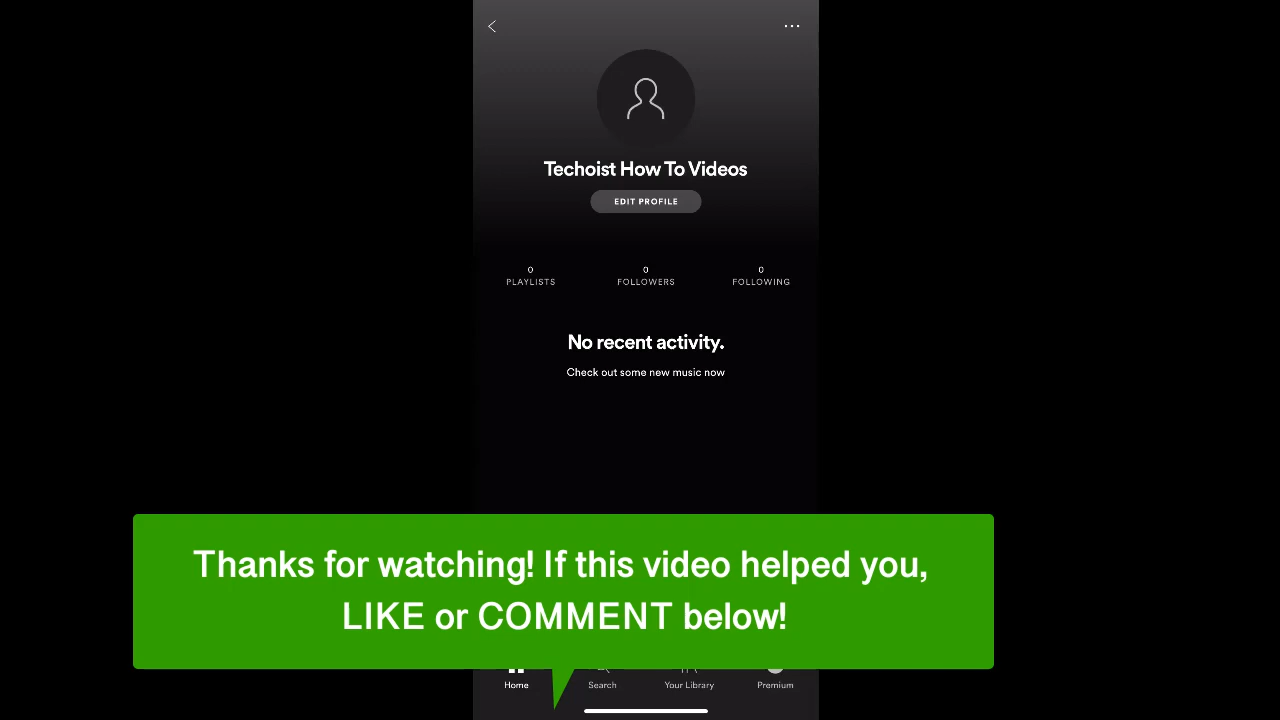 Techoist How To Videos
EDIT PROFILE
0 0 0
PLAYLISTS FOLLOWERS FOLLOWING
No recent activity.
Check out some new music now
Thanks for watching! If this video helped you,
LIKE or COMMENT below!
Home Search Your Library Premium